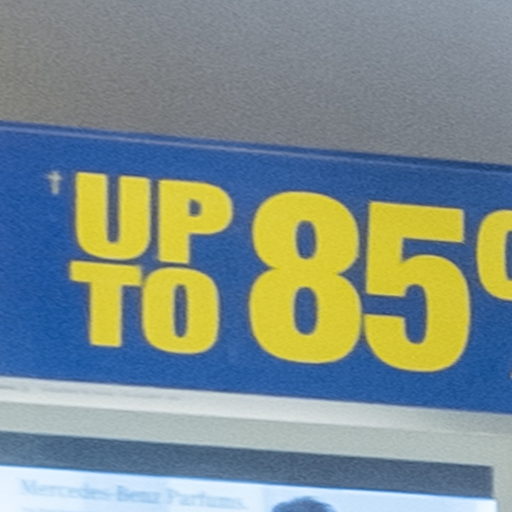 † UP
TO 85%
Mercedes-Benz Parfums.